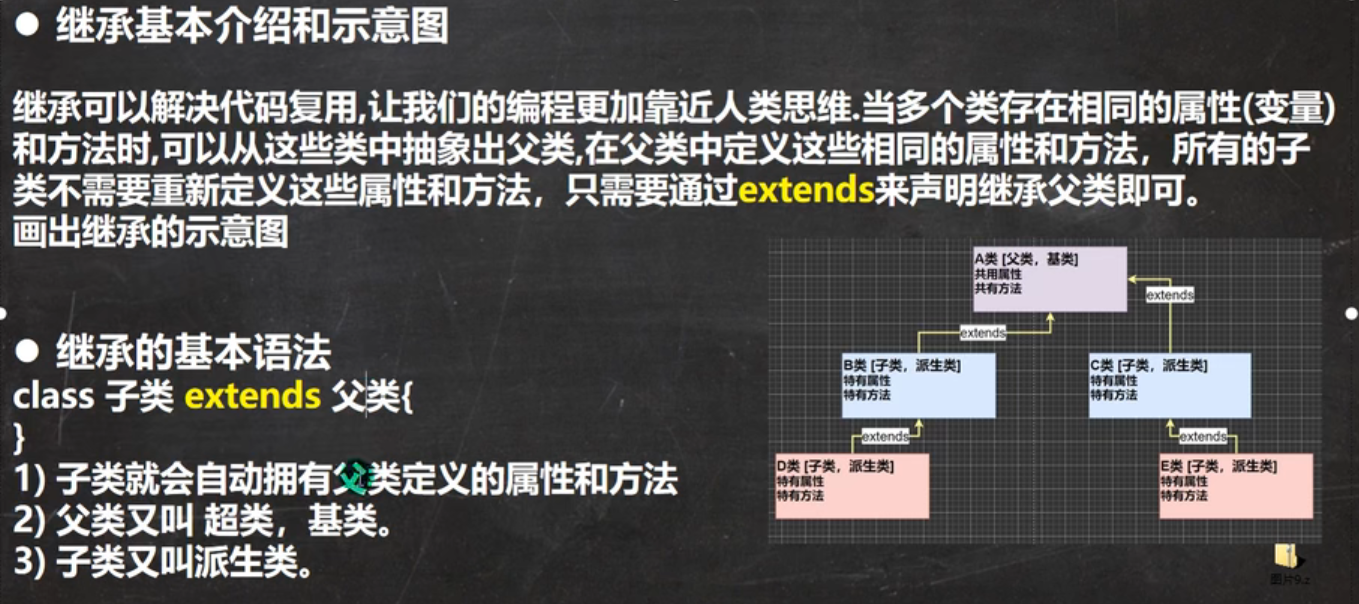 ● 继承基本介绍和示意图
继承可以解决代码复用,让我们的编程更加靠近人类思维.当多个类存在相同的属性(变量)
和方法时,可以从这些类中抽象出父类,在父类中定义这些相同的属性和方法，所有的子
类不需要重新定义这些属性和方法，只需要通过extends来声明继承父类即可。
画出继承的示意图
A类 [父类，基类]
共用属性
共有方法
extends
extends
B类 [子类，派生类]
特有属性
特有方法
C类 [子类，派生类]
特有属性
特有方法
extends
extends
D类 [子类，派生类]
特有属性
特有方法
E类 [子类，派生类]
特有属性
特有方法
● 继承的基本语法
class 子类 extends 父类{
}
1) 子类就会自动拥有父类定义的属性和方法
2) 父类又叫 超类，基类。
3) 子类又叫派生类。